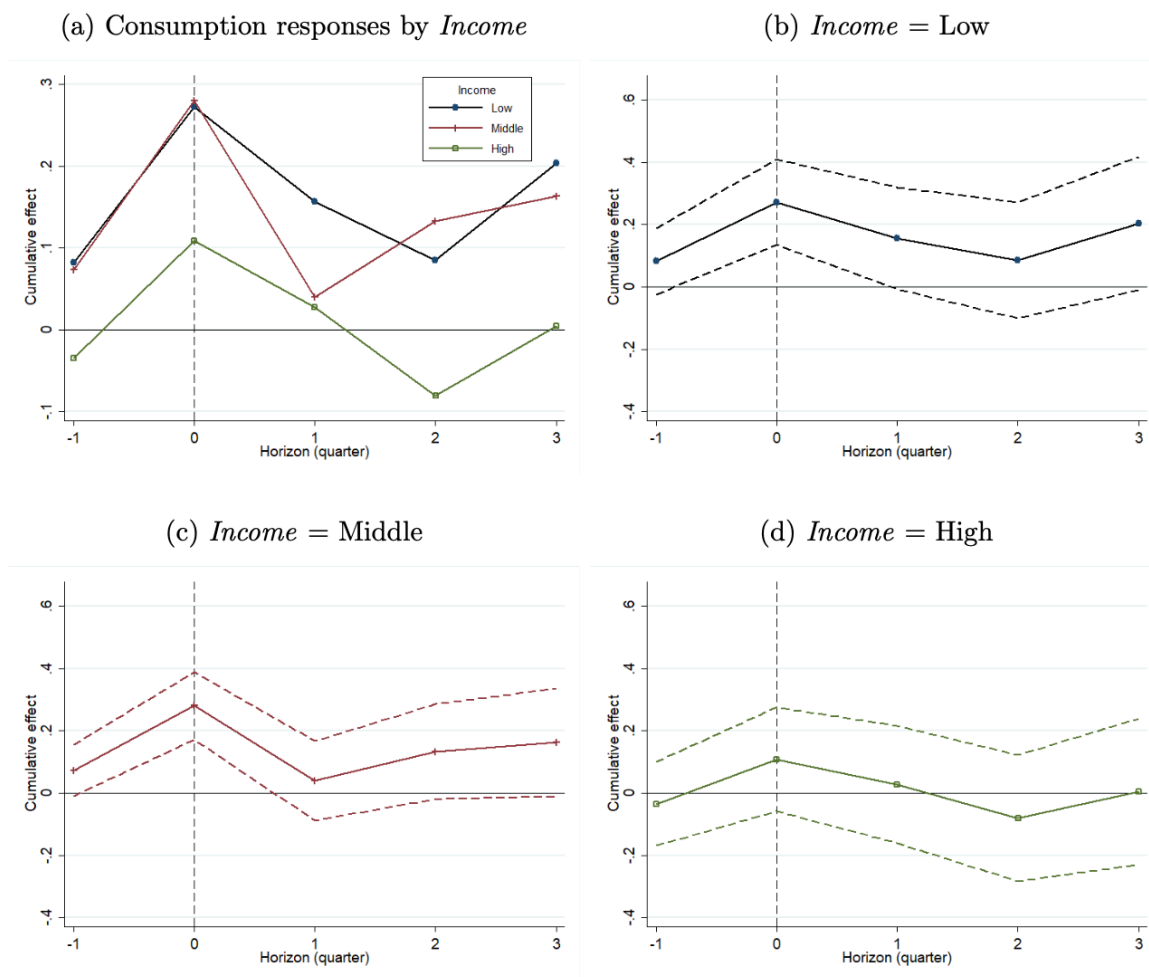 (a) Consumption responses by Income
.3
.2
.1
0
-.1
Cumulative effect
Income
Low
Middle
High
-1 0 1 2 3
Horizon (quarter)
(b) Income = Low
.6
.4
.2
0
-.2
-.4
Cumulative effect
-1 0 1 2 3
Horizon (quarter)
(c) Income = Middle
.6
.4
.2
0
-.2
-.4
Cumulative effect
-1 0 1 2 3
Horizon (quarter)
(d) Income = High
.6
.4
.2
0
-.2
-.4
Cumulative effect
-1 0 1 2 3
Horizon (quarter)